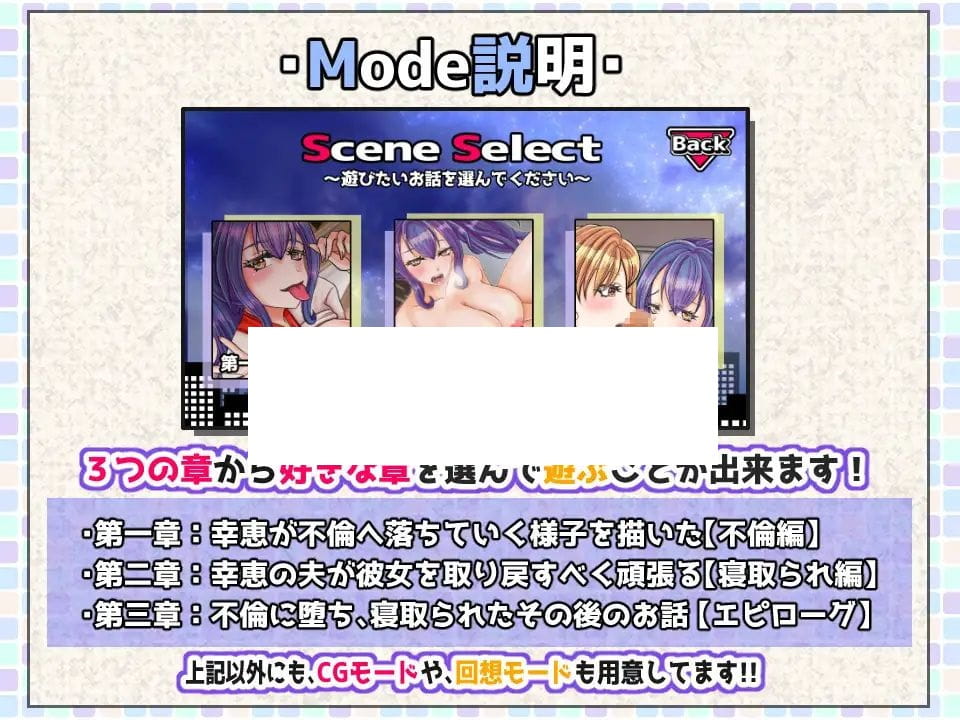 ・Mode説明・
Scene Select
Back
～遊びたいお話を選んでください～
第一
３つの章から好きな章を選んで遊ぶことが出来ます！
・第一章：幸恵が不倫へ落ちていく様子を描いた【不倫編】
・第二章：幸恵の夫が彼女を取り戻すべく頑張る【寝取られ編】
・第三章：不倫に堕ち、寝取られたその後のお話【エピローグ】
上記以外にも、CGモードや、回想モードも用意してます!!